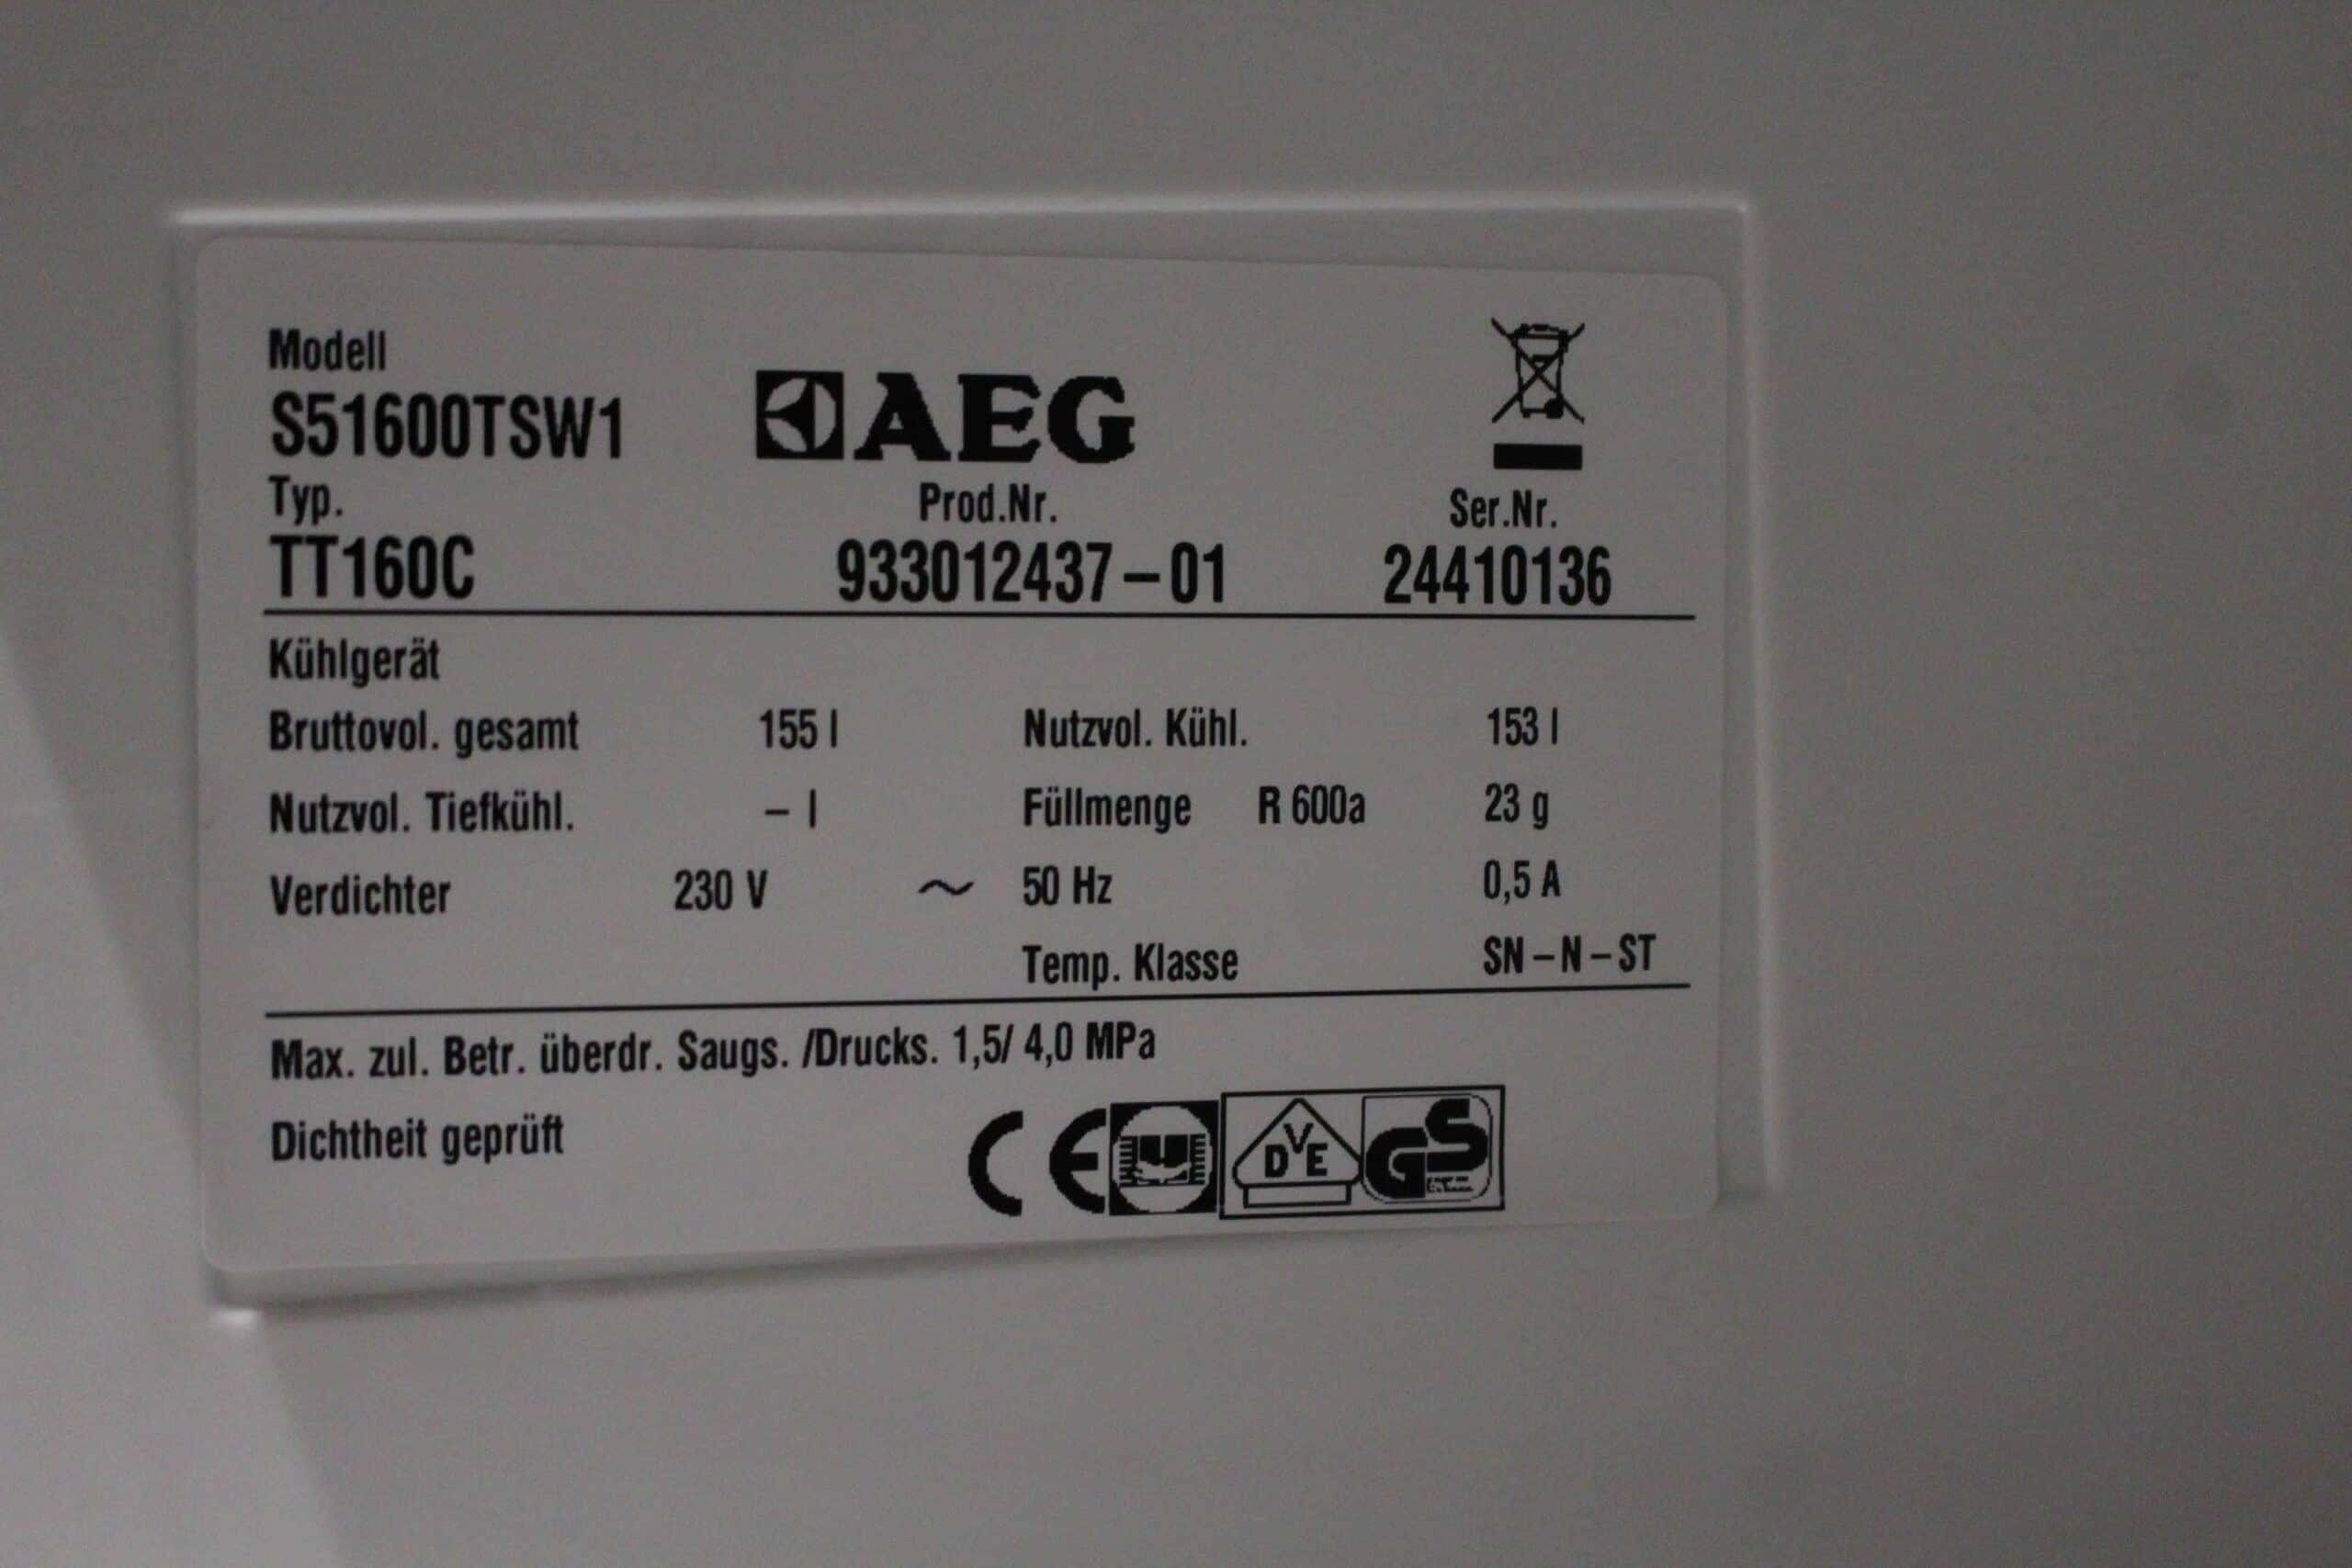 Modell
S51600TSW1
AEG
Typ.
Prod.Nr.
Ser.Nr.
TT160C 933012437-01 24410136
Kühlgerät
Bruttovol. gesamt 155 l Nutzvol. Kühl. 153 l
Nutzvol. Tiefkühl. - l Füllmenge R 600a 23 g
Verdichter 230 V ~ 50 Hz 0,5 A
Temp. Klasse SN-N-ST
Max. zul. Betr. überdr. Saugs. /Drucks. 1,5/ 4,0 MPa
Dichtheit geprüft
CE
DVE
GS